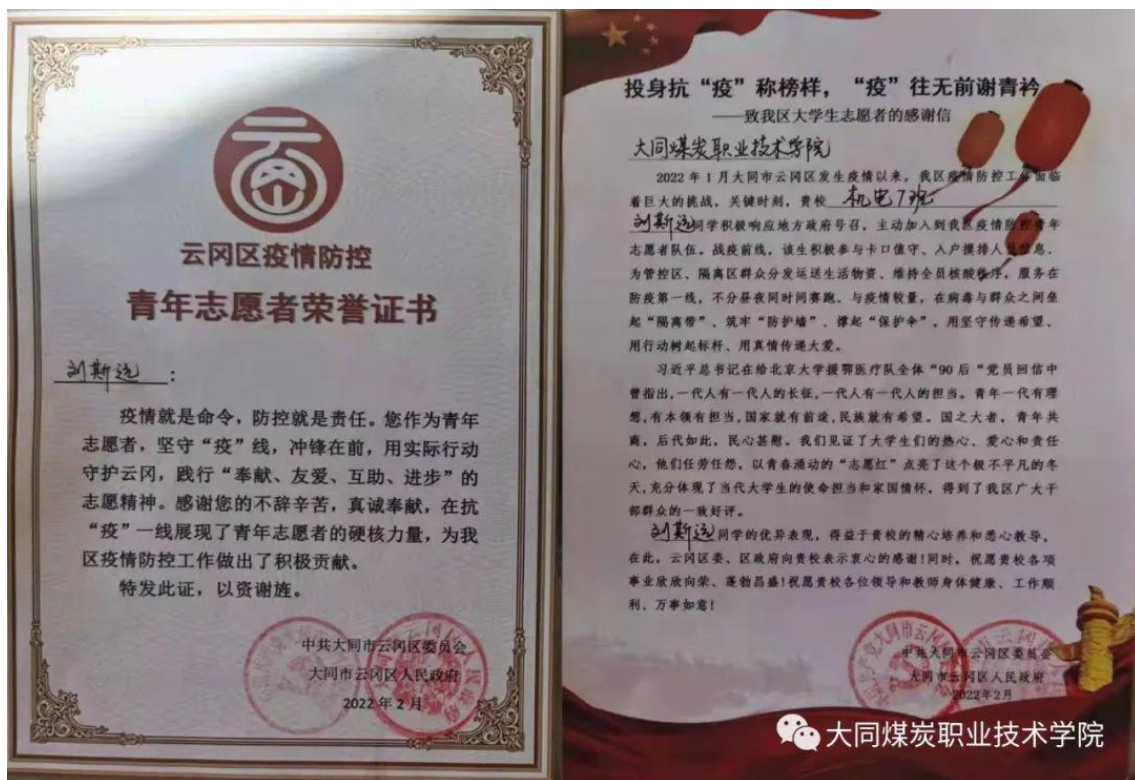 云冈区疫情防控
青年志愿者荣誉证书
刘斯远：
疫情就是命令，防控就是责任。您作为青年
志愿者，坚守“疫”线，冲锋在前，用实际行动
守护云冈，践行“奉献、友爱、互助、进步”的
志愿精神。感谢您的不辞辛苦，真诚奉献，在抗
“疫”一线展现了青年志愿者的硬核力量，为我
区疫情防控工作做出了积极贡献。
特发此证，以资谢旌。
中共大同市云冈区委员会
大同市云冈区人民政府
2022年2月
投身抗“疫”称榜样，“疫”往无前谢青衿
——致我区大学生志愿者的感谢信
大同煤炭职业技术学院
2022年1月大同市云冈区发生疫情以来，我区疫情防控工作面临
着巨大的挑战，关键时刻，贵校 机电7班
刘斯远同学积极响应地方政府号召，主动加入到我区疫情防控青年
志愿者队伍。战疫前线，该生积极参与卡口值守、入户摸排人员信息、
为管控区、隔离区群众分发运送生活物资、维持全员核酸秩序。服务在
防疫第一线，不分昼夜同时间赛跑、与疫情较量，在病毒与群众之间垒
起“隔离带”、筑牢“防护墙”、撑起“保护伞”，用坚守传递希望、
用行动树起标杆、用真情传递大爱。
习近平总书记在给北京大学援鄂医疗队全体“90后“党员回信中
曾指出,一代人有一代人的长征,一代人有一代人的担当。青年一代有理
想,有本领有担当,国家就有前途,民族就有希望。国之大者，青年共
商，后代如此，民心甚慰。我们见证了大学生们的热心、爱心和责任
心，他们任劳任怨，以青春涌动的“志愿红”点亮了这个极不平凡的冬
天,充分体现了当代大学生的使命担当和家国情怀，得到了我区广大干
部群众的一致好评。
刘斯远同学的优异表现，得益于贵校的精心培养和悉心教导，
在此，云冈区委、区政府向贵校表示衷心的感谢!同时，祝愿贵校各项
事业欣欣向荣、蓬勃昌盛!祝愿贵校各位领导和教师身体健康、工作顺
利、万事如意!
中共大同市云冈区委员会
大同市云冈区人民政府
2022年2月
大同煤炭职业技术学院